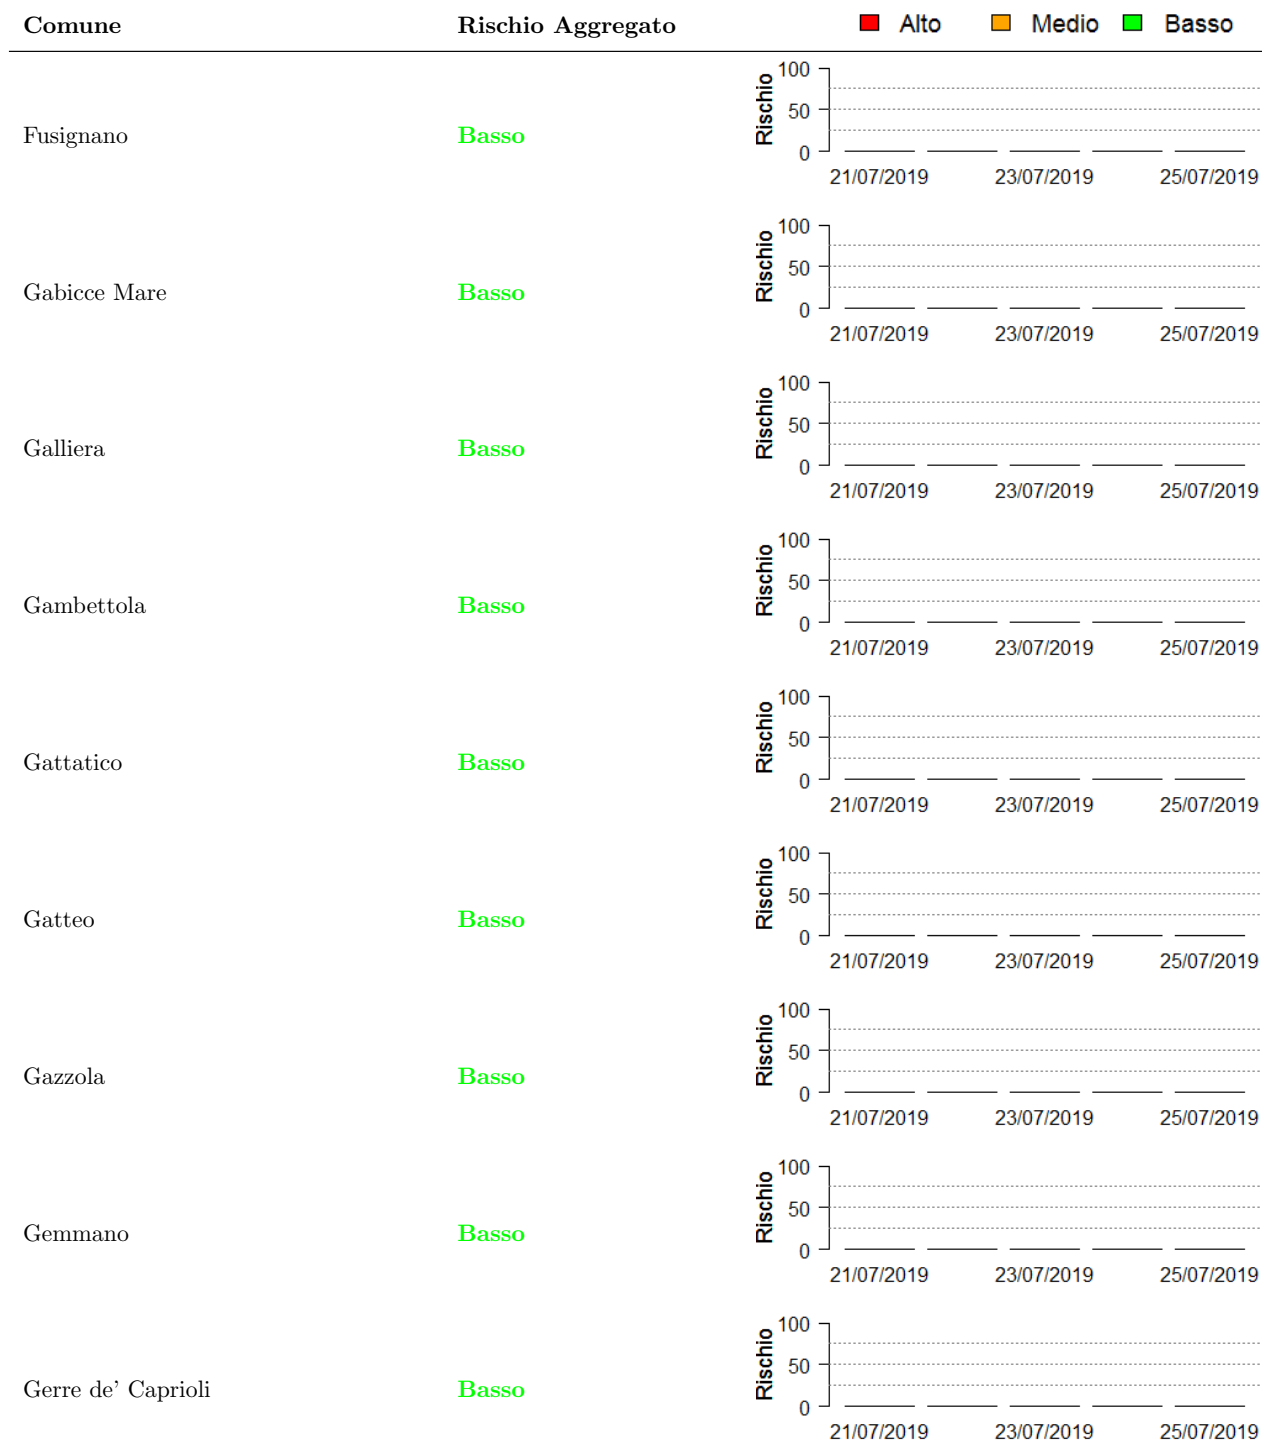 Comune Rischio Aggregato Alto Medio Basso
Fusignano Basso
Rischio
100
50
0
21/07/2019 23/07/2019 25/07/2019
Gabicce Mare Basso
Rischio
100
50
0
21/07/2019 23/07/2019 25/07/2019
Galliera Basso
Rischio
100
50
0
21/07/2019 23/07/2019 25/07/2019
Gambettola Basso
Rischio
100
50
0
21/07/2019 23/07/2019 25/07/2019
Gattatico Basso
Rischio
100
50
0
21/07/2019 23/07/2019 25/07/2019
Gatteo Basso
Rischio
100
50
0
21/07/2019 23/07/2019 25/07/2019
Gazzola Basso
Rischio
100
50
0
21/07/2019 23/07/2019 25/07/2019
Gemmano Basso
Rischio
100
50
0
21/07/2019 23/07/2019 25/07/2019
Gerre de' Caprioli Basso
Rischio
100
50
0
21/07/2019 23/07/2019 25/07/2019